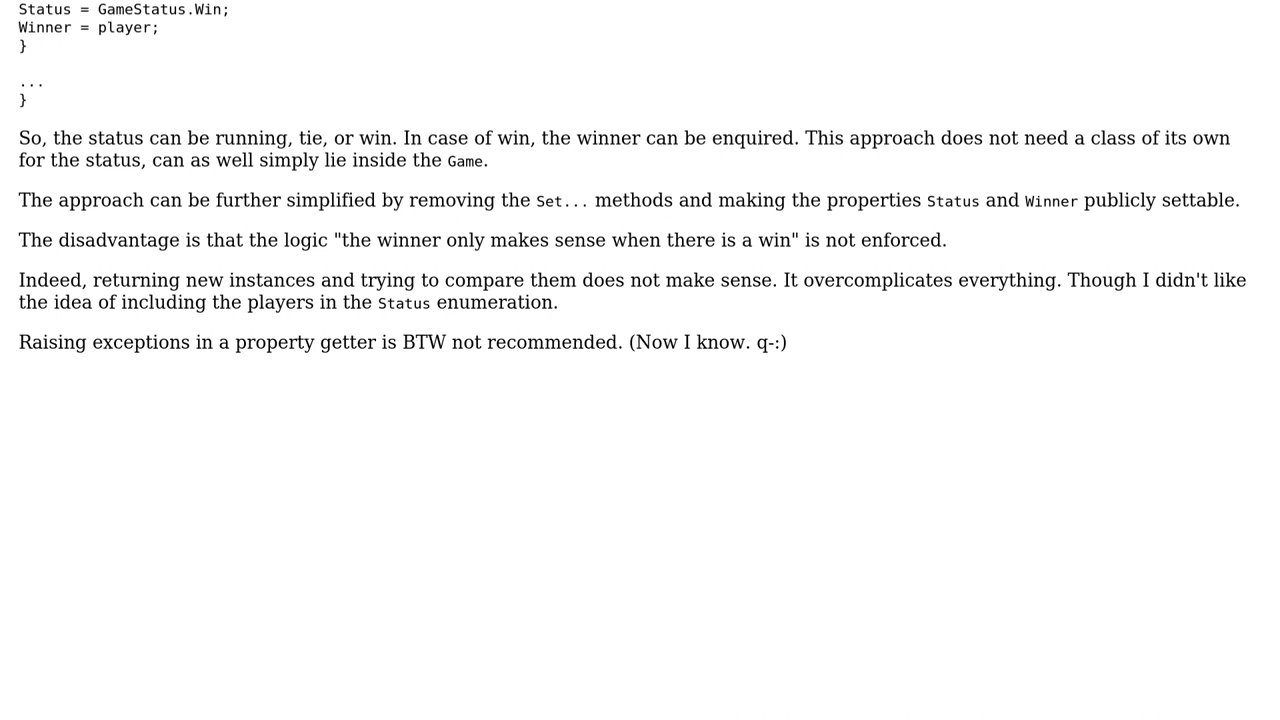 Status = GameStatus.Win;
Winner = player;
}
...
}
So, the status can be running, tie, or win. In case of win, the winner can be enquired. This approach does not need a class of its own
for the status, can as well simply lie inside the Game.
The approach can be further simplified by removing the Set... methods and making the properties Status and Winner publicly settable.
The disadvantage is that the logic "the winner only makes sense when there is a win" is not enforced.
Indeed, returning new instances and trying to compare them does not make sense. It overcomplicates everything. Though I didn't like
the idea of including the players in the Status enumeration.
Raising exceptions in a property getter is BTW not recommended. (Now I know. q-:)